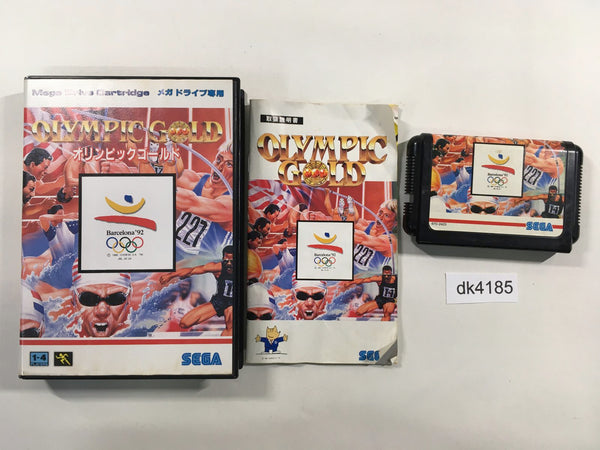 Mega Drive Cartridge メガドライブ専用
OLYMPIC GOLD
オリンピックゴールド
Barcelona'92
227
SEGA
1-4
取扱説明書
OLYMPIC
GOLD
227
SEGA
SEGA
dk4185